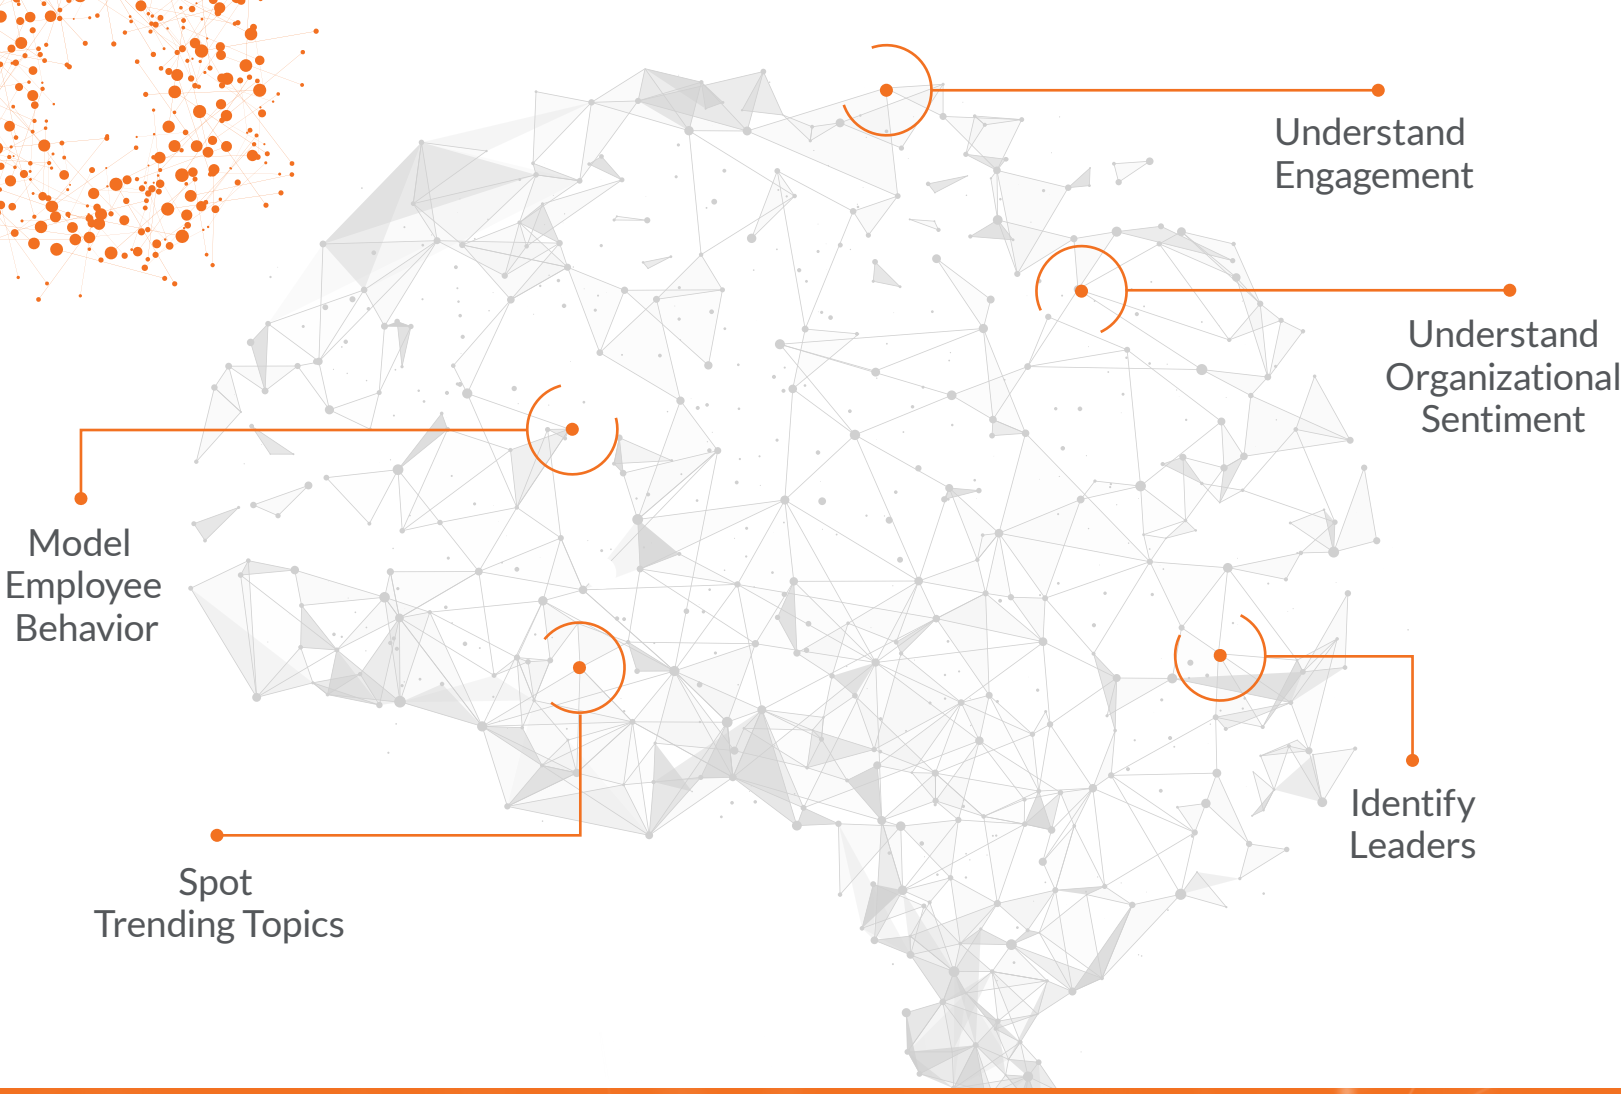 Understand
Engagement
Understand
Organizational
Sentiment
Model
Employee
Behavior
Identify
Leaders
Spot
Trending Topics